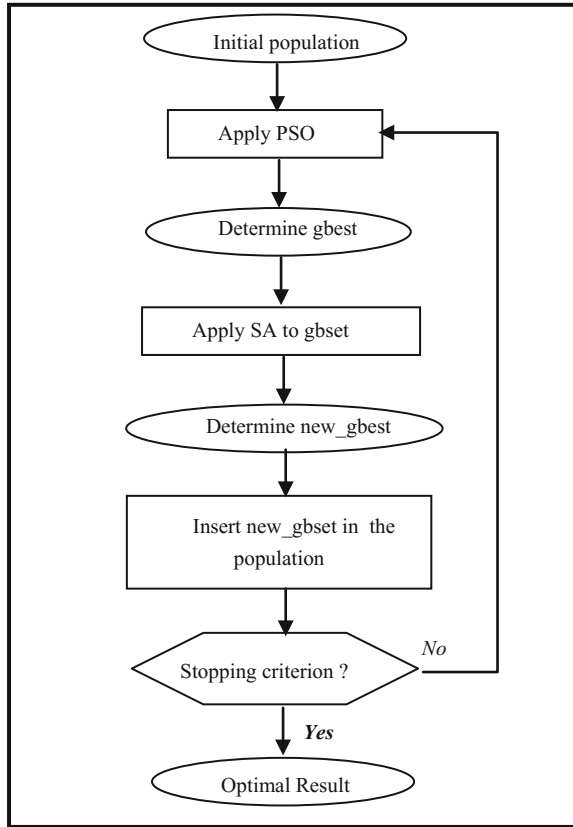 Initial population
Apply PSO
Determine gbest
Apply SA to gbset
Determine new_gbest
Insert new_gbset in the
population
Stopping criterion ?
No
Yes
Optimal Result